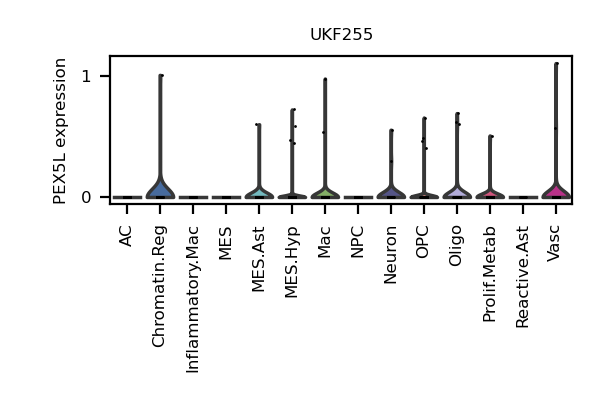 UKF255
PEX5L expression
1
0
AC
Chromatin.Reg
Inflammatory.Mac
MES
MES.Ast
MES.Hyp
Mac
NPC
Neuron
OPC
Oligo
Prolif.Metab
Reactive.Ast
Vasc